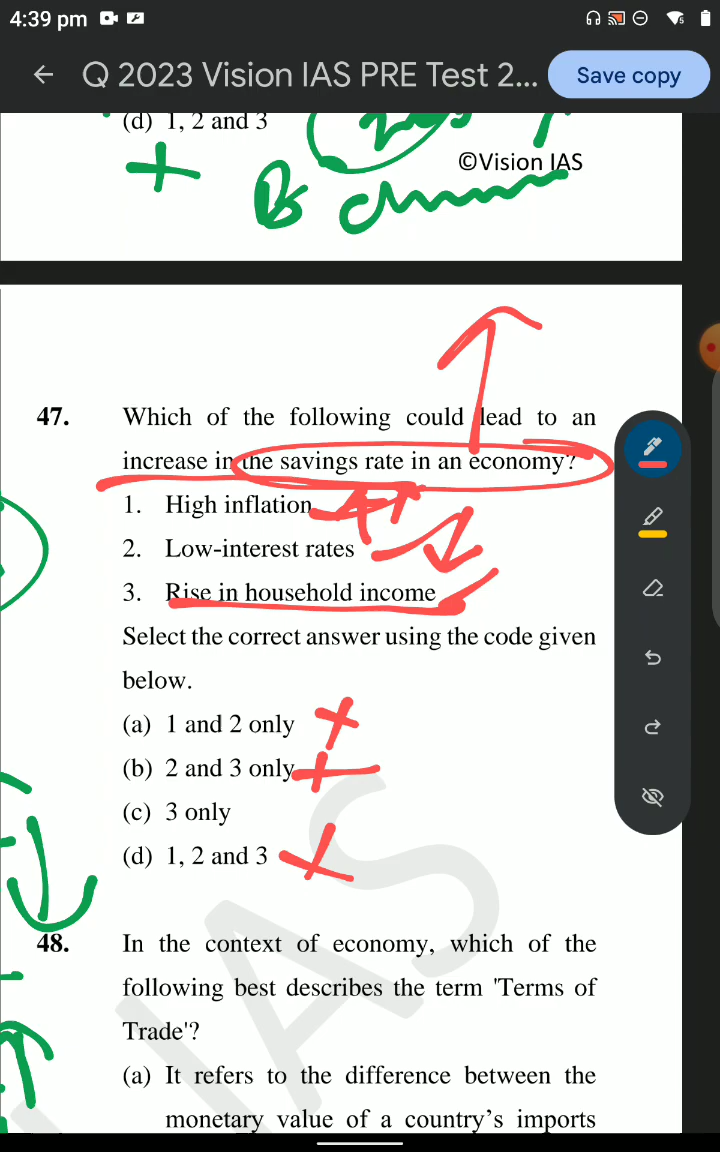 4:39 pm
Q 2023 Vision IAS PRE Test 2...
Save copy
(d) 1, 2 and 3
©Vision IAS
47. Which of the following could lead to an
increase in the savings rate in an economy?
1. High inflation
2. Low-interest rates
3. Rise in household income
Select the correct answer using the code given
below.
(a) 1 and 2 only
(b) 2 and 3 only
(c) 3 only
(d) 1, 2 and 3
48. In the context of economy, which of the
following best describes the term 'Terms of
Trade'?
(a) It refers to the difference between the
monetary value of a country’s imports
IAS